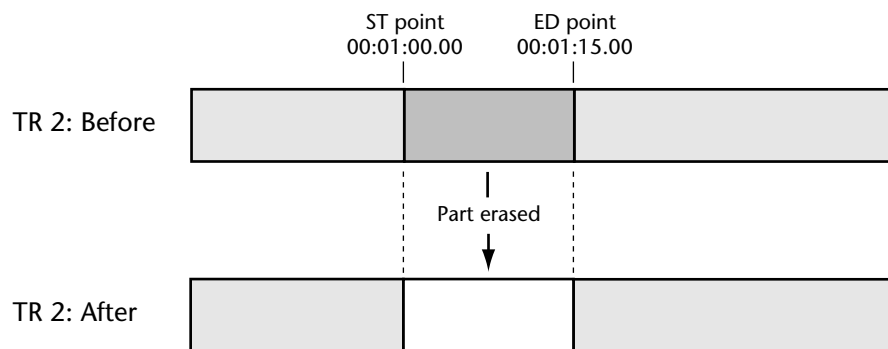 ST point
00:01:00.00
ED point
00:01:15.00
TR 2: Before
Part erased
TR 2: After